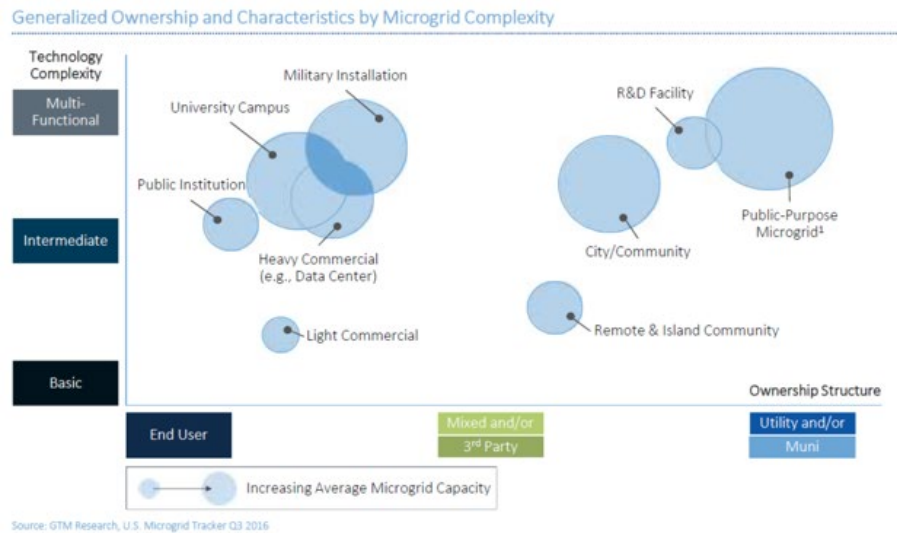 Generalized Ownership and Characteristics by Microgrid Complexity
Technology
Complexity
Multi-
Functional
Intermediate
Basic
Military Installation
University Campus
Public Institution
Heavy Commercial
(e.g., Data Center)
Light Commercial
R&D Facility
Public-Purpose
Microgrid¹
City/Community
Remote & Island Community
Ownership Structure
End User
Mixed and/or
3rd Party
Utility and/or
Muni
Increasing Average Microgrid Capacity
Source: GTM Research, U.S. Microgrid Tracker Q3 2016